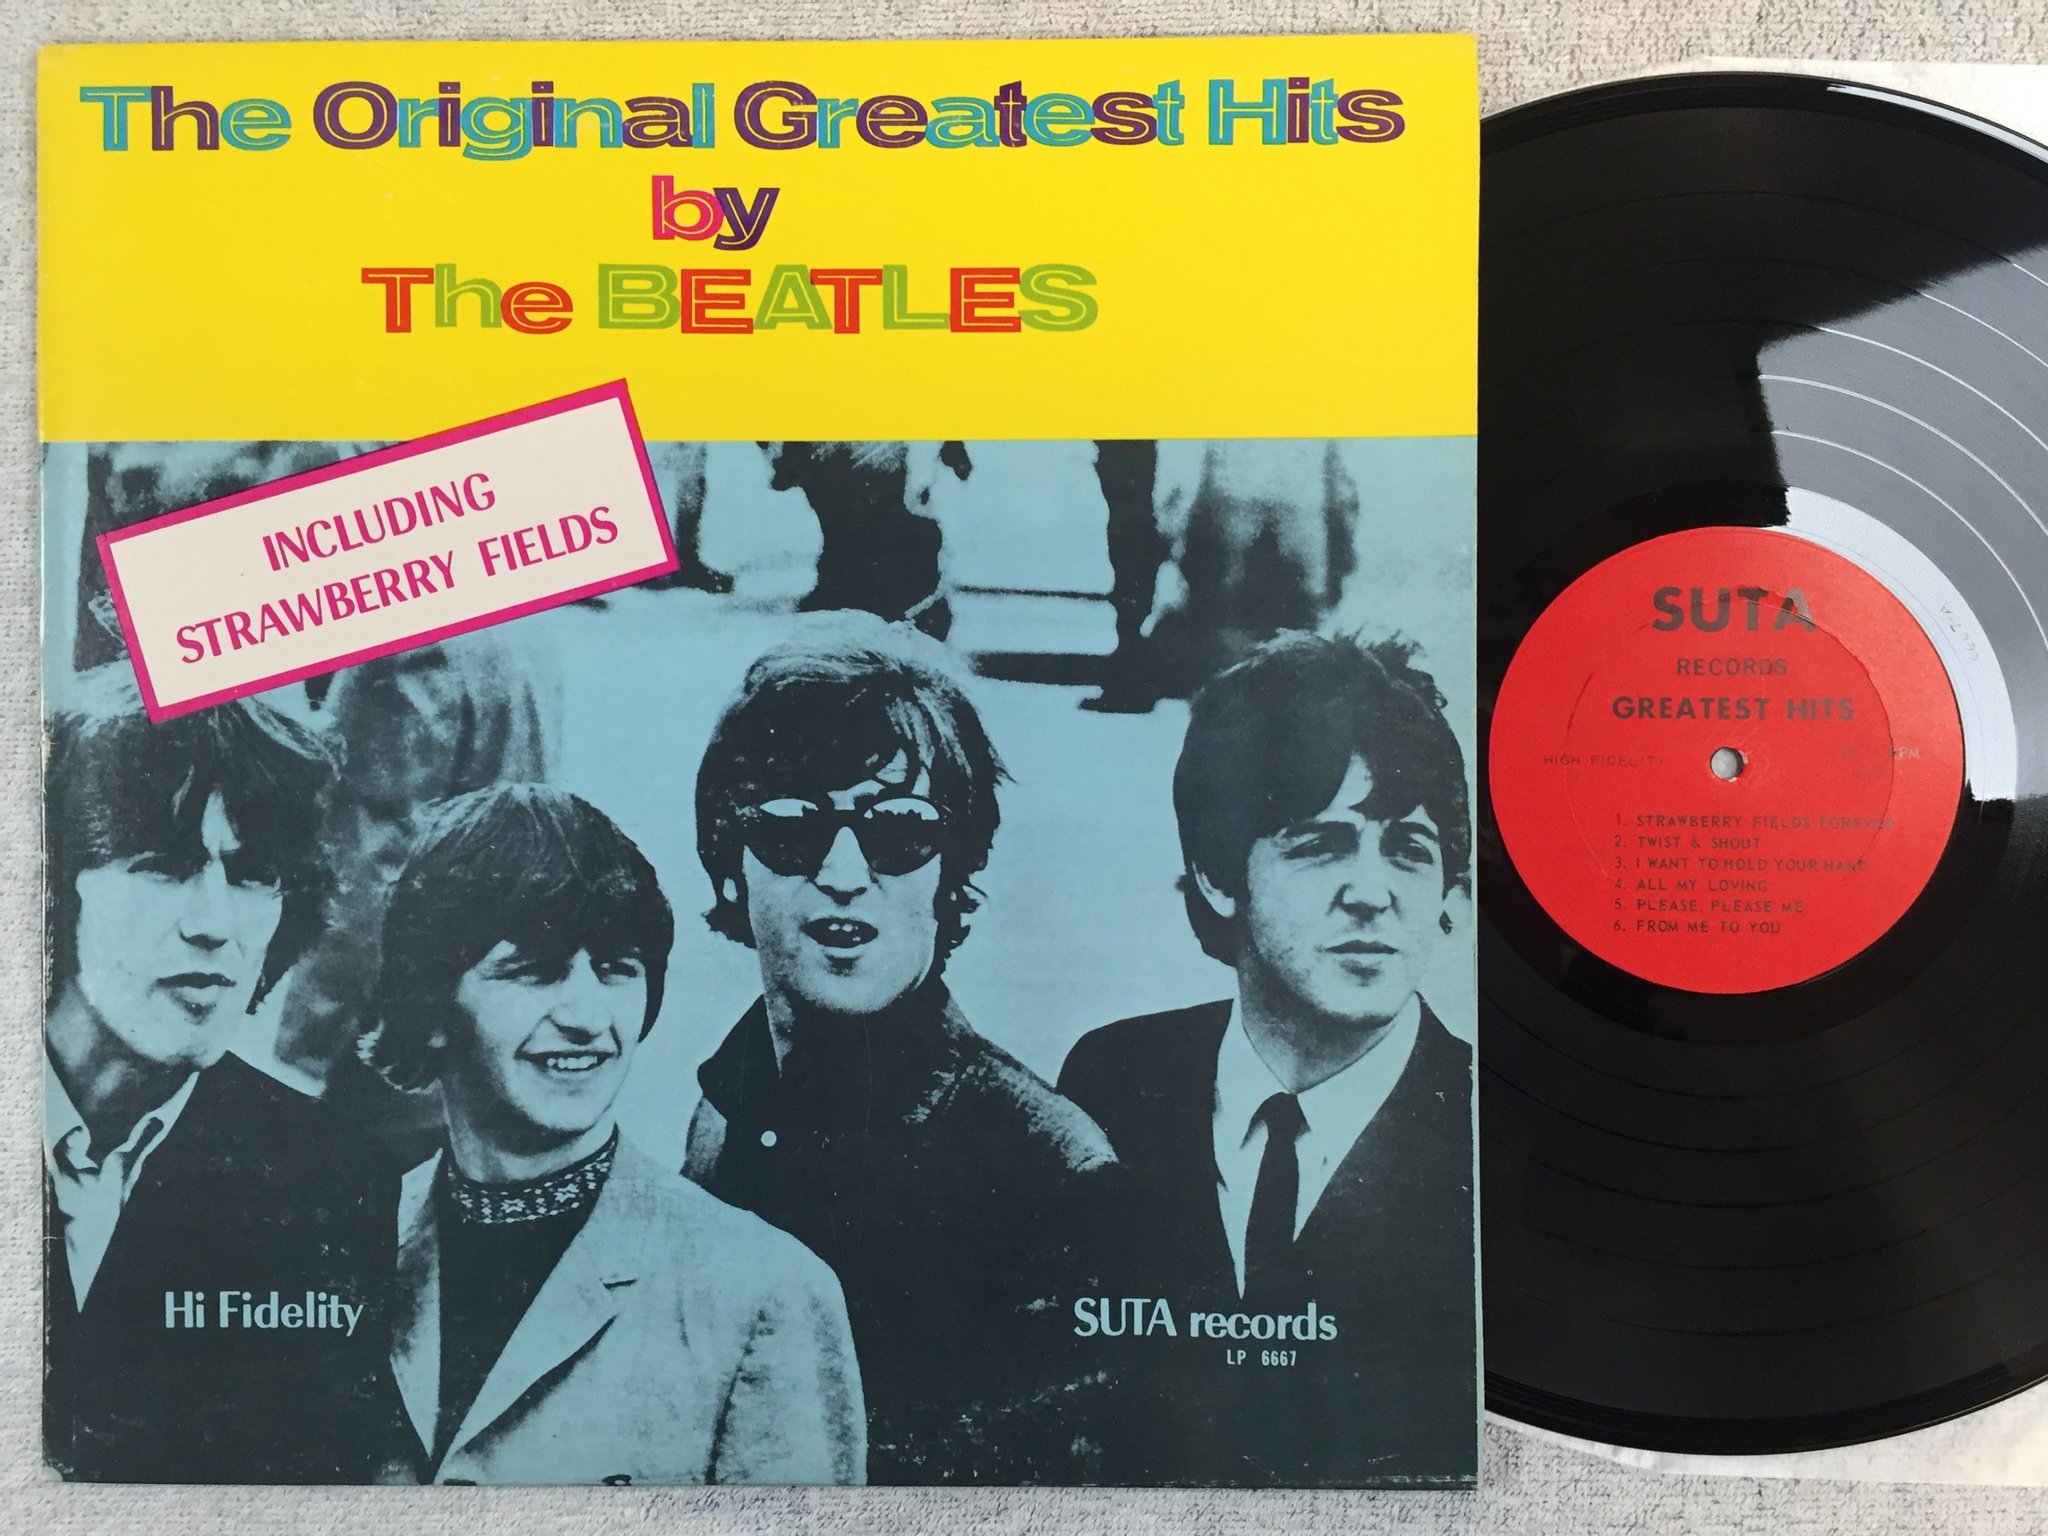 The Original Greatest Hits
by
The BEATLES
INCLUDING
STRAWBERRY FIELDS
Hi Fidelity
SUTA records
LP 6667
SUTA
RECORDS
GREATEST HITS
HIGH FIDELITY
RPM
1. STRAWBERRY FIELDS FOREVER
2. TWIST & SHOUT
3. I WANT TO HOLD YOUR HAND
4. ALL MY LOVING
5. PLEASE, PLEASE ME
6. FROM ME TO YOU